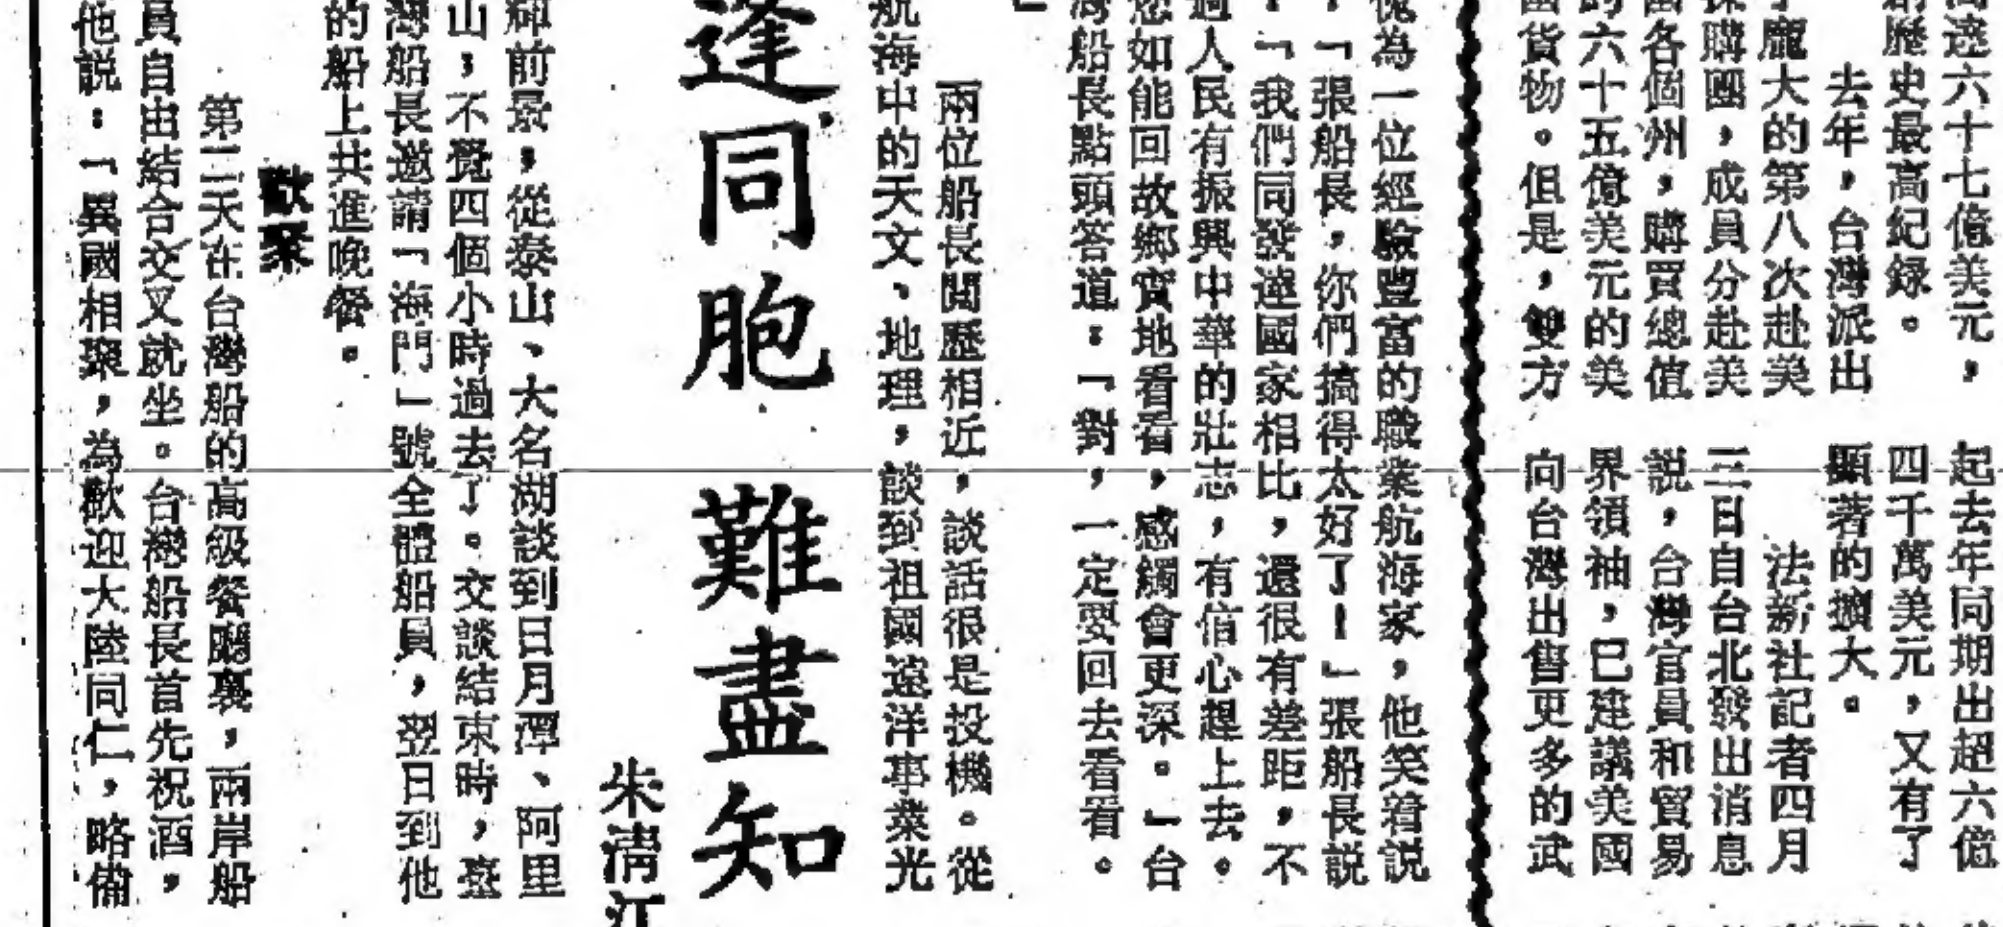 高達六十七億美元，
創歷史最高紀錄。
去年，台灣派出
龐大的第八次赴美
採購團，成員分赴美
各個州，購買總值
的六十五億美元的美
貨物。但是，雙方
起去年同期出超六億
四千萬美元，又有了
顯著的擴大。
法新社記者四月
三日自台北發出消息
説，台灣官員和貿易
界領袖，已建議美國
向台灣出售更多的武
愧為一位經驗豐富的職業航海家，他笑着説
：「張船長，你們搞得太好了！」張船長説
：「我們同發達國家相比，還很有差距，不
過人民有振興中華的壯志，有信心趕上去。
您如能回故鄉實地看看，感觸會更深。」台
灣船長點頭答道：「對，一定要回去看看。
」
兩位船長閲歷相近，談話很是投機。從
航海中的天文、地理，談到祖國遠洋事業光
逢同胞 難盡知
朱清江
輝前景，從泰山、大名湖談到日月潭、阿里
山，不覺四個小時過去了。交談結束時，臺
灣船長邀請「海門」號全體船員，翌日到他
的船上共進晚餐。
歡聚
第二天在台灣船的高級餐廳裏，兩岸船
員自由結合交叉就坐。台灣船長首先祝酒，
他説：「異國相聚，為歡迎大陸同仁，略備